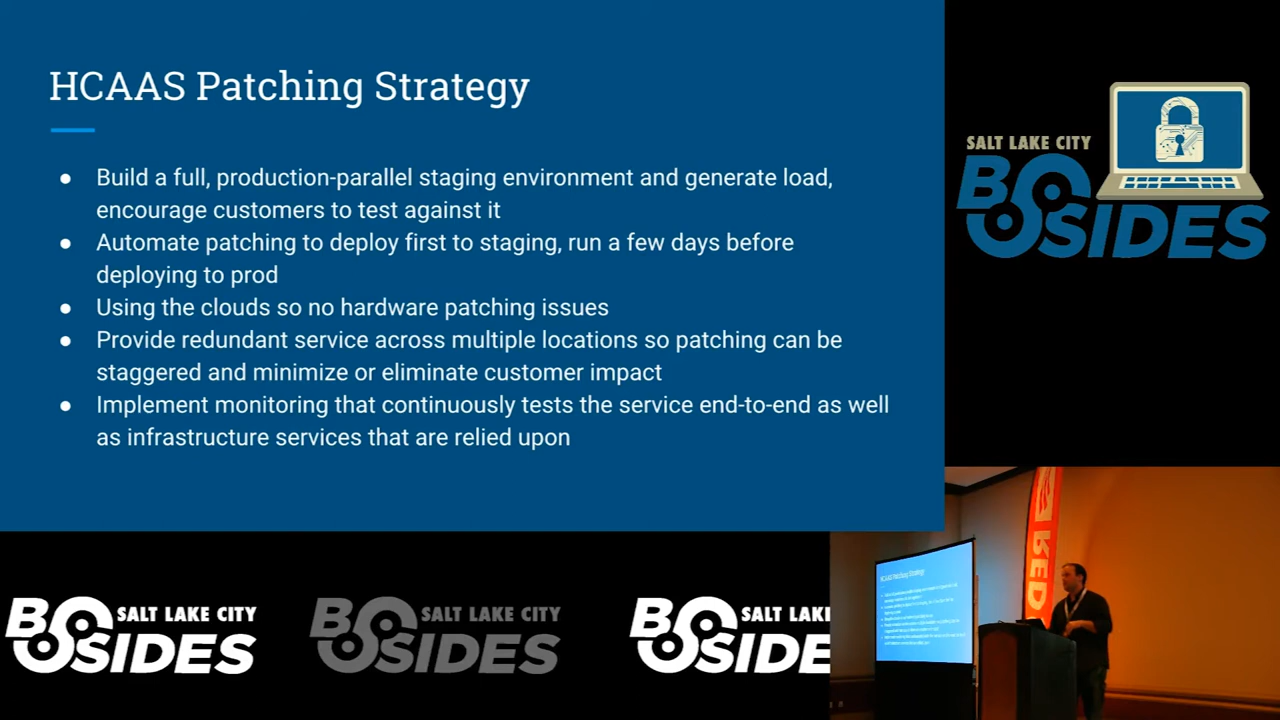 HCAAS Patching Strategy
● Build a full, production-parallel staging environment and generate load,
encourage customers to test against it
● Automate patching to deploy first to staging, run a few days before
deploying to prod
● Using the clouds so no hardware patching issues
● Provide redundant service across multiple locations so patching can be
staggered and minimize or eliminate customer impact
● Implement monitoring that continuously tests the service end-to-end as well
as infrastructure services that are relied upon
SALT LAKE CITY
BSIDES
RED
HCAAS Patching Strategy
BSIDES SALT LAKE CITY
BSIDES SALT LAKE CITY
BSIDE SALT LAKE